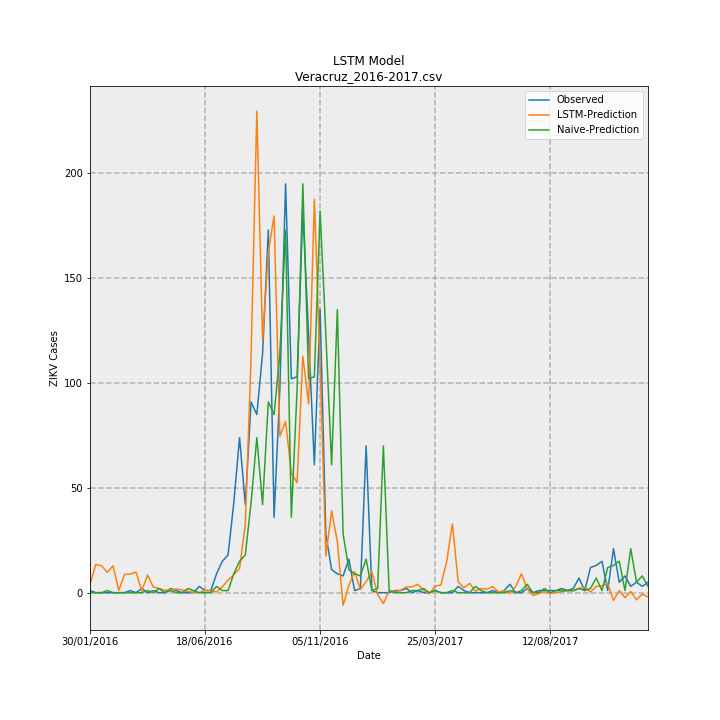 LSTM Model
Veracruz_2016-2017.csv
Observed
LSTM-Prediction
Naive-Prediction
200
150
100
50
0
ZIKV Cases
30/01/2016
18/06/2016
05/11/2016
25/03/2017
12/08/2017
Date